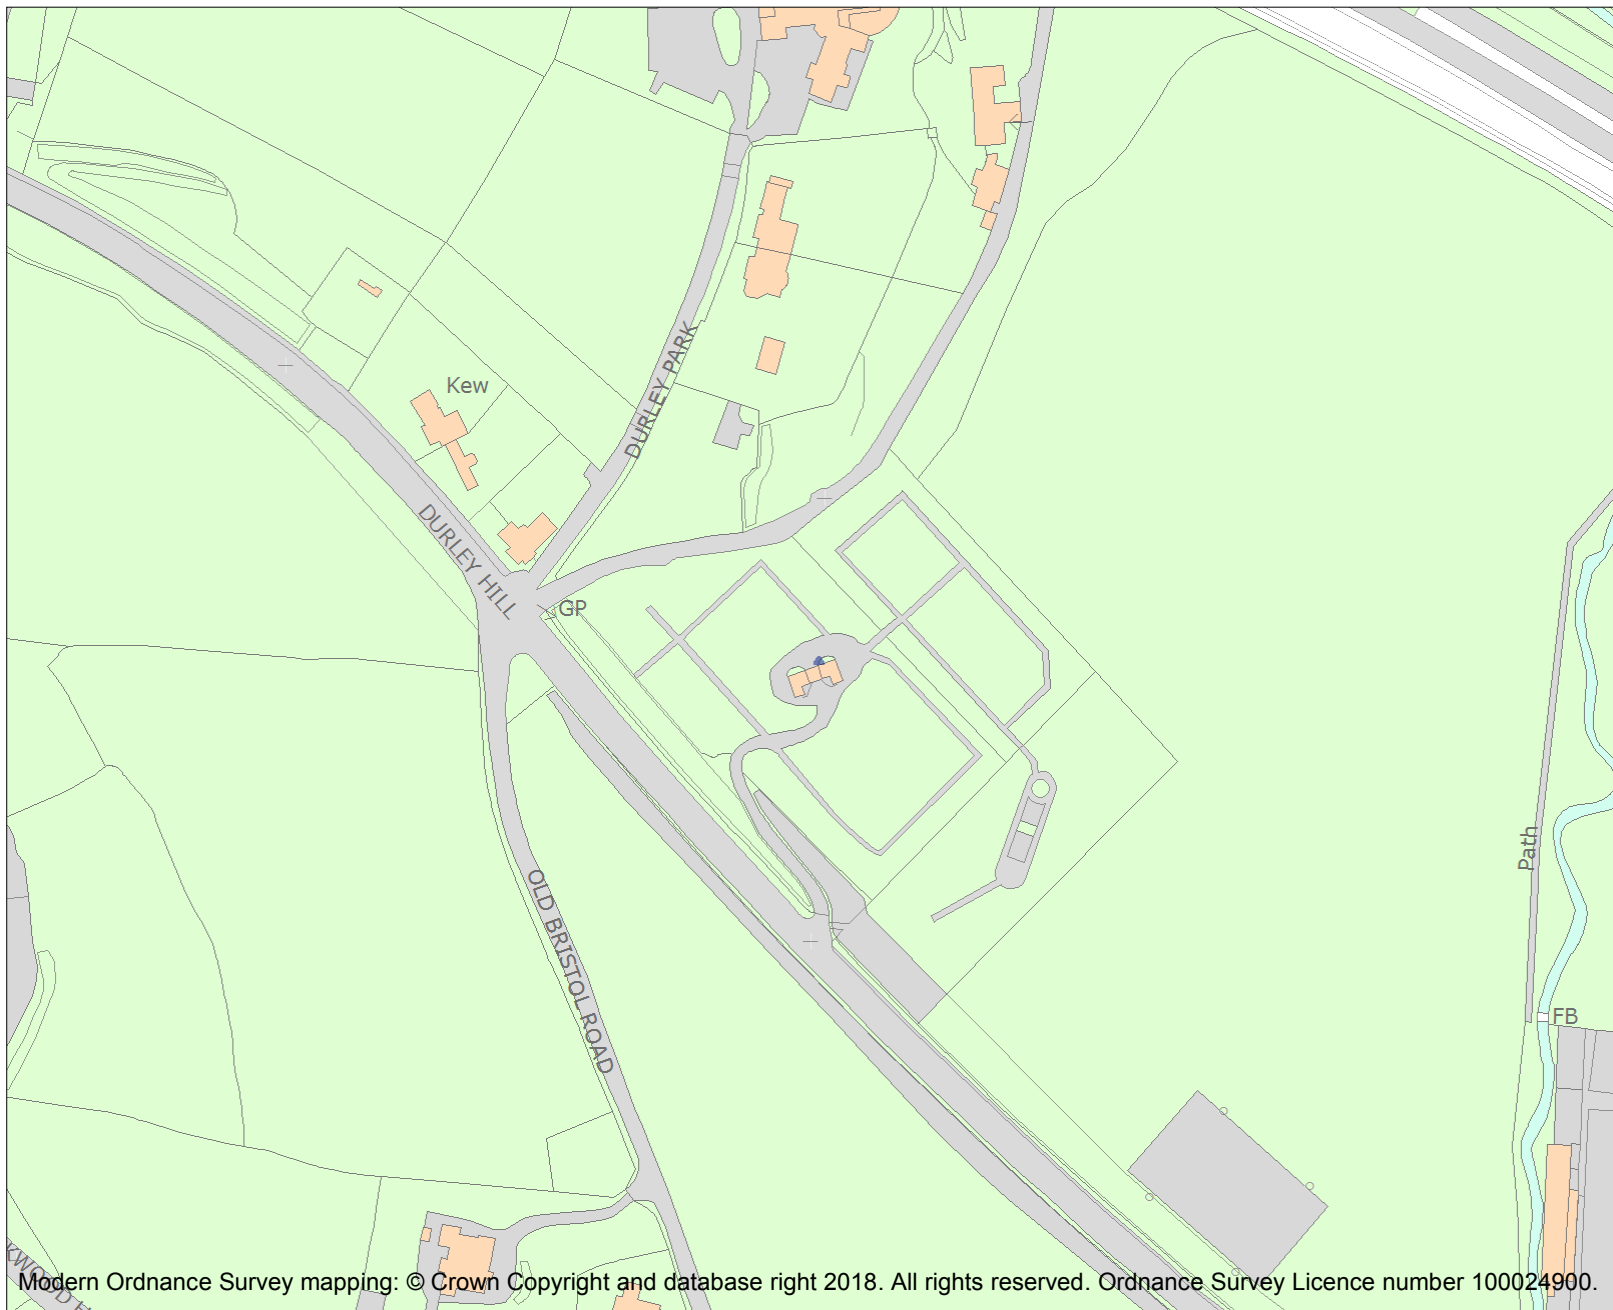 Kew
DURLEY PARK
DURLEY HILL
GP
OLD BRISTOL ROAD
Path
FB
Modern Ordnance Survey mapping: © Crown Copyright and database right 2018. All rights reserved. Ordnance Survey Licence number 100024900.